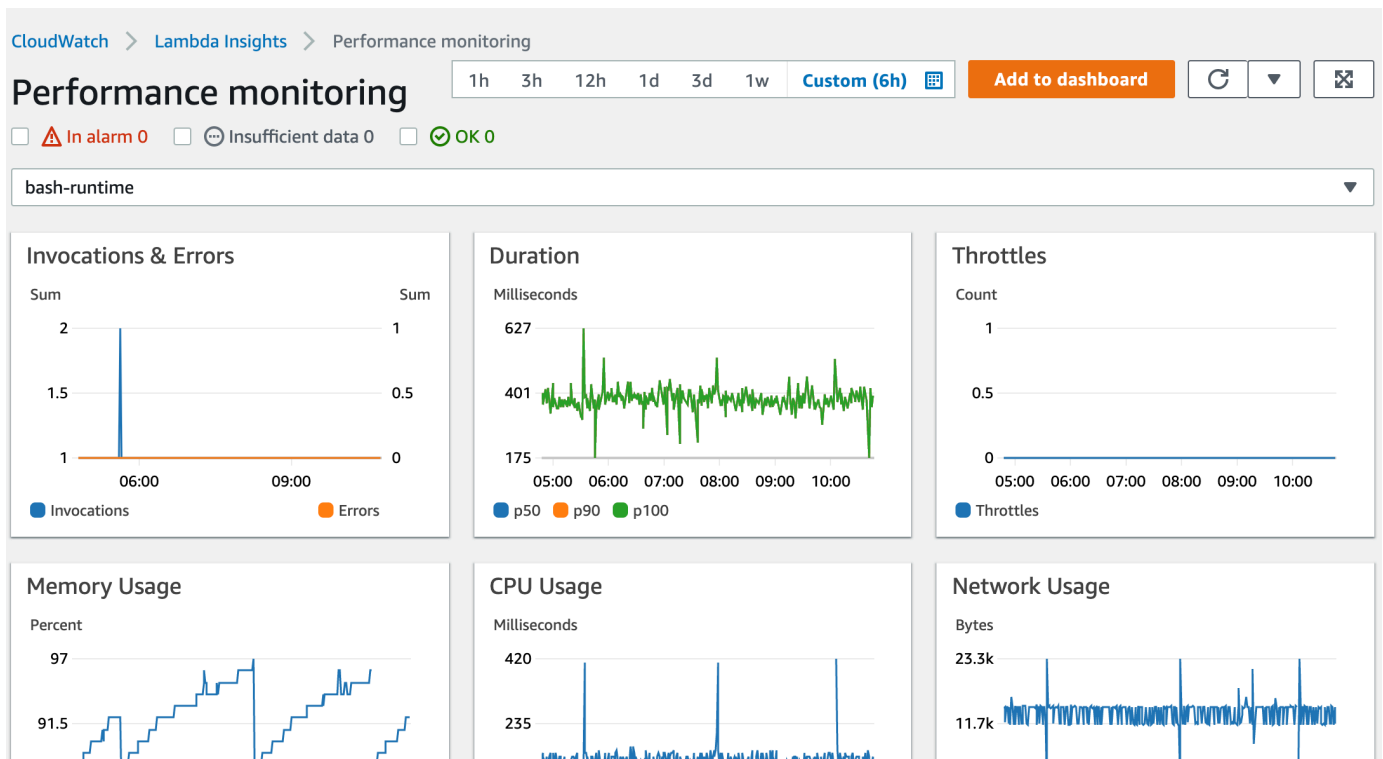 CloudWatch > Lambda Insights > Performance monitoring
Performance monitoring
1h 3h 12h 1d 3d 1w Custom (6h) Add to dashboard
In alarm 0 Insufficient data 0 OK 0
bash-runtime
Invocations & Errors
Sum Sum
2 1
1.5 0.5
1 0
06:00 09:00
Invocations Errors
Duration
Milliseconds
627
401
175
05:00 06:00 07:00 08:00 09:00 10:00
p50 p90 p100
Throttles
Count
1
0.5
0
05:00 06:00 07:00 08:00 09:00 10:00
Throttles
Memory Usage
Percent
97
91.5
CPU Usage
Milliseconds
420
235
Network Usage
Bytes
23.3k
11.7k